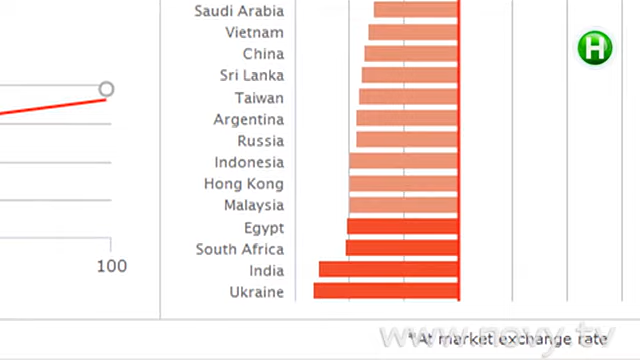 Saudi Arabia
H
Vietnam
China
Sri Lanka
Taiwan
Argentina
Russia
Indonesia
Hong Kong
Malaysia
Egypt
South Africa
India
Ukraine
100
*At market exchange rate
www.novy.tv